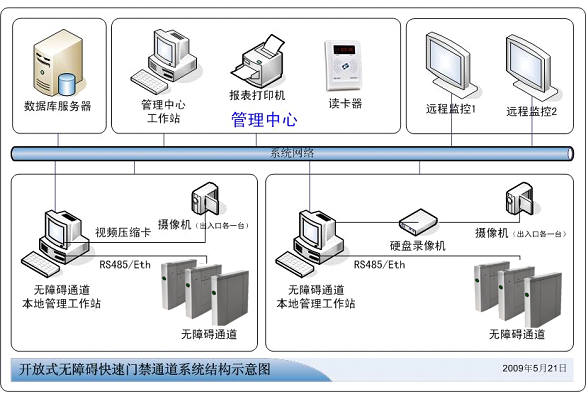 数据库服务器
管理中心
工作站
报表打印机
读卡器
管理中心
远程监控1
远程监控2
系统网络
视频压缩卡
摄像机（出入口各一台）
RS485/Eth
无障碍通道
本地管理工作站
无障碍通道
硬盘录像机
摄像机（出入口各一台）
RS485/Eth
无障碍通道
本地管理工作站
无障碍通道
开放式无障碍快速门禁通道系统结构示意图
2009年5月21日